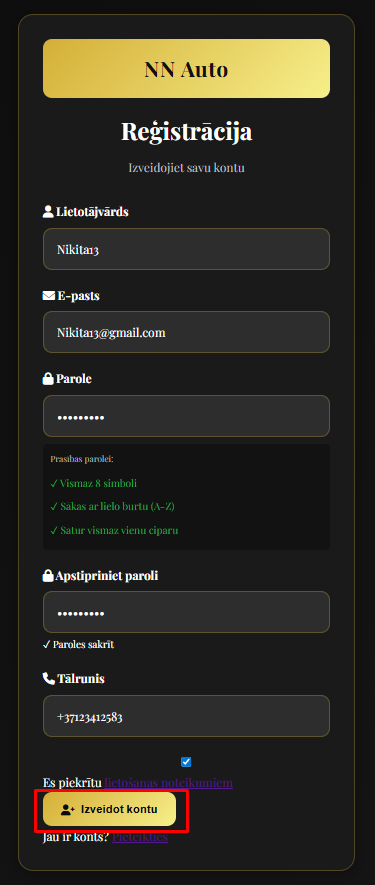 NN Auto
Reģistrācija
Izveidojiet savu kontu
Lietotājvārds
Nikita13
E-pasts
Nikita13@gmail.com
Parole
•••••••••
Prasības parolei:
✓ Vismaz 8 simboli
✓ Sākas ar lielo burtu (A-Z)
✓ Satur vismaz vienu ciparu
Apstipriniet paroli
•••••••••
✓ Paroles sakrīt
Tālrunis
+37123412583
Es piekrītu lietošanas noteikumiem
Izveidot kontu
Jau ir konts? Pieteikties